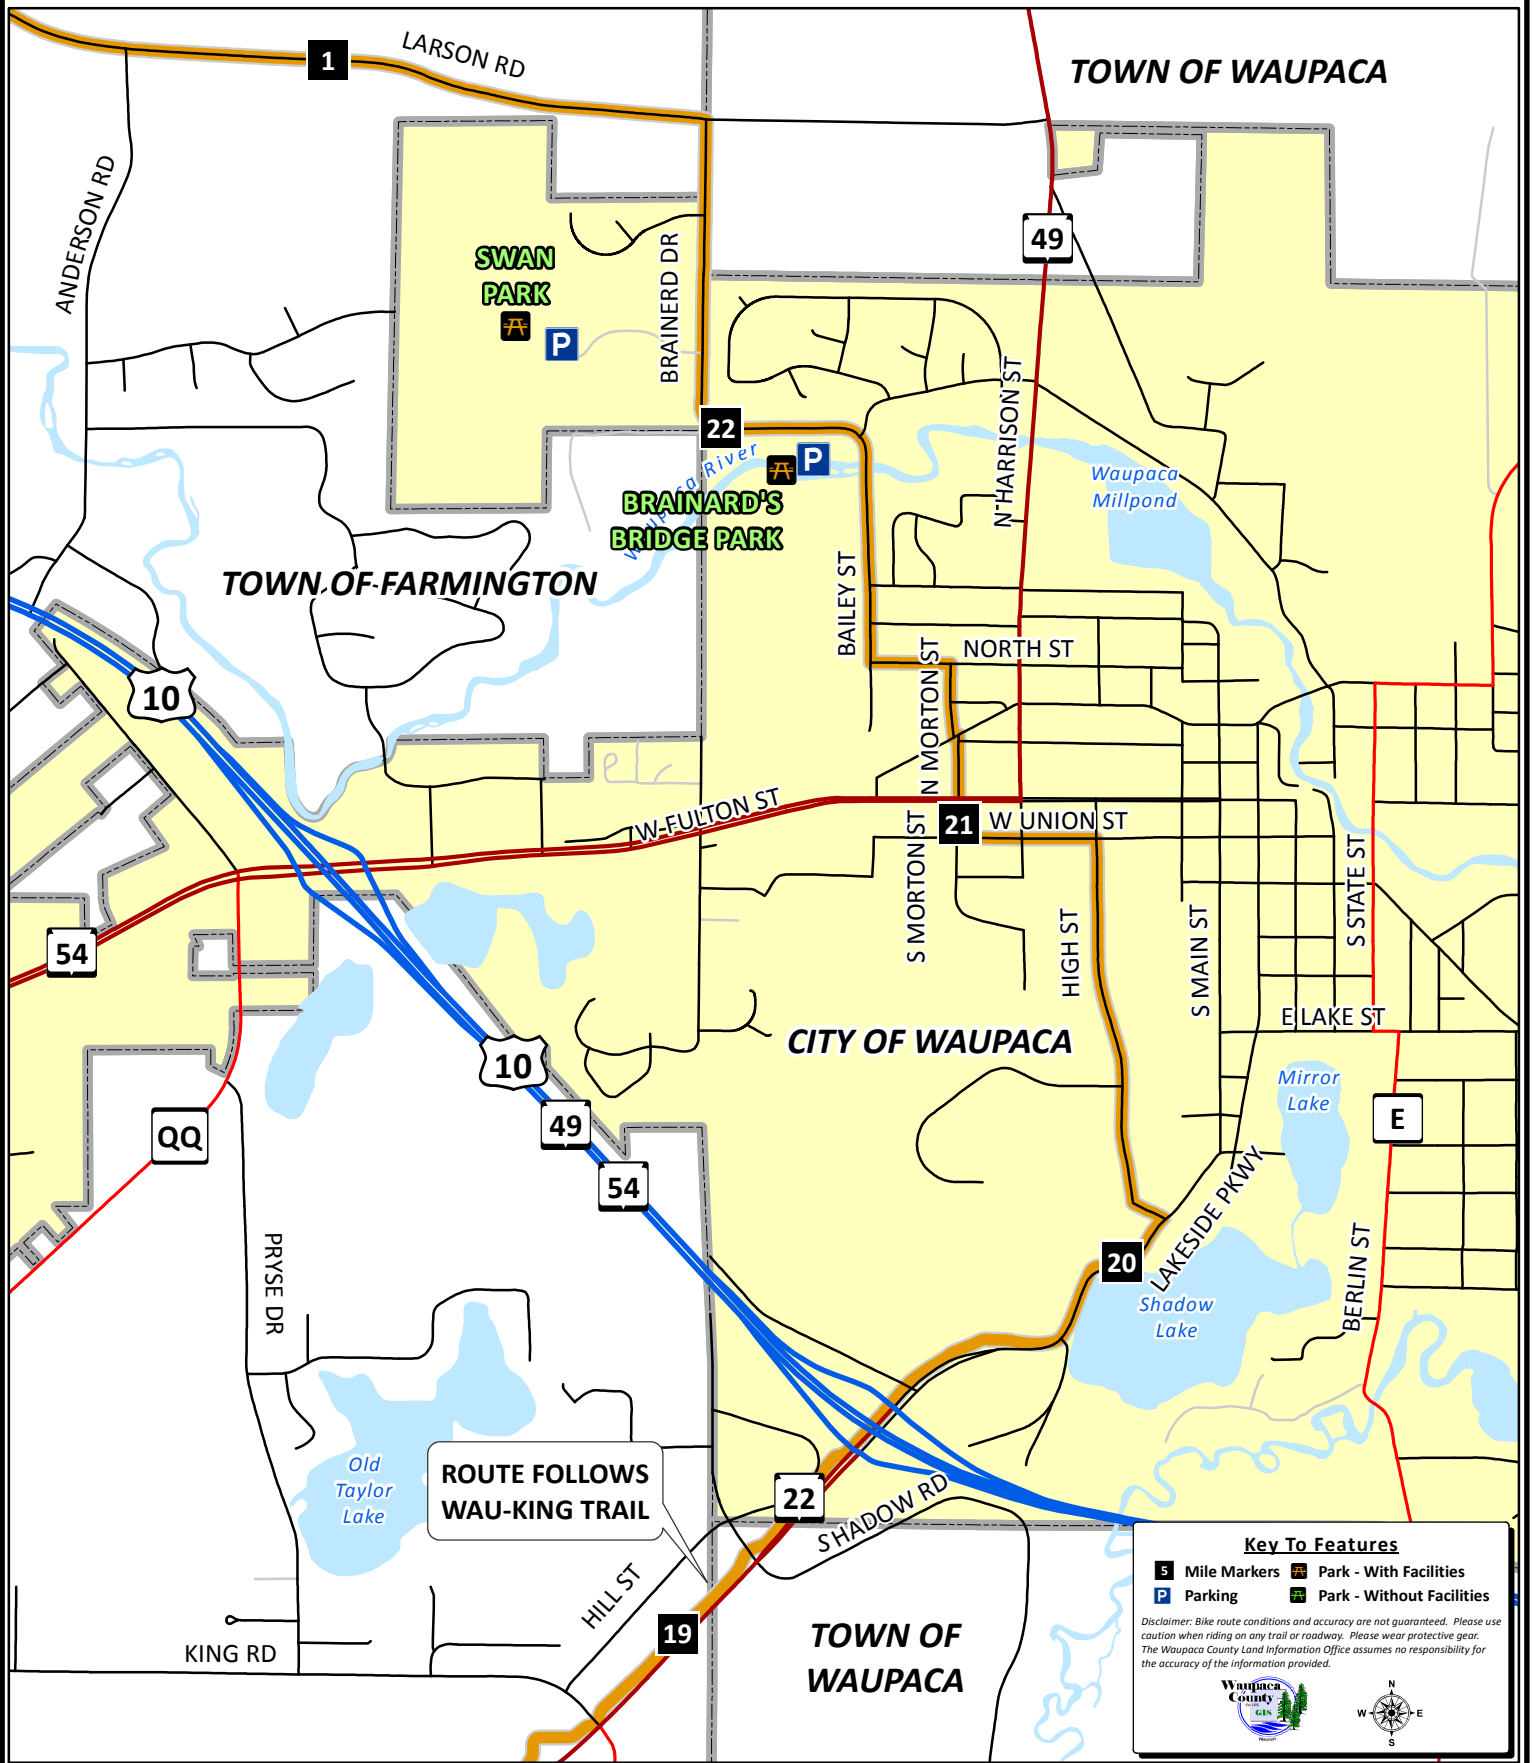 1
LARSON RD
TOWN OF WAUPACA
ANDERSON RD
49
SWAN
PARK
BRAINERD DR
P
22
Waupaca River
P
BRAINARD'S
BRIDGE PARK
N HARRISON ST
Waupaca
Millpond
TOWN OF FARMINGTON
BAILEY ST
NORTH ST
N MORTON ST
10
W FULTON ST
21
W UNION ST
S MORTON ST
HIGH ST
S MAIN ST
S STATE ST
54
E LAKE ST
CITY OF WAUPACA
10
Mirror
Lake
49
E
QQ
54
LAKESIDE PKWY
20
PRYSE DR
BERLIN ST
Shadow
Lake
Old
Taylor
Lake
ROUTE FOLLOWS
WAU-KING TRAIL
22
S SHADOW RD
HILL ST
19
KING RD
TOWN OF
WAUPACA
Key To Features
5 Mile Markers Park - With Facilities
P Parking Park - Without Facilities
Disclaimer: Bike route conditions and accuracy are not guaranteed. Please use
caution when riding on any trail or roadway. Please wear protective gear.
The Waupaca County Land Information Office assumes no responsibility for
the accuracy of the information provided.
Waupaca
County
GIS
N
W E
S